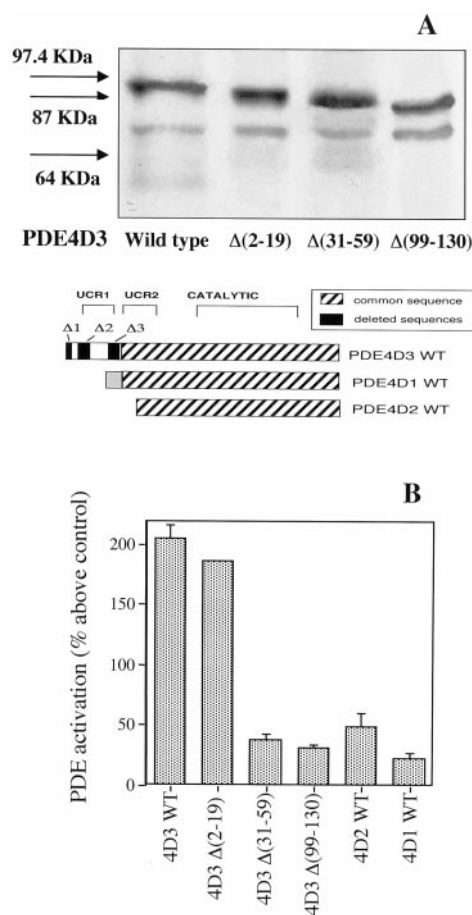 A
97.4 KDa
87 KDa
64 KDa
PDE4D3 Wild type Δ(2-19) Δ(31-59) Δ(99-130)
UCR1 UCR2 CATALYTIC
common sequence
deleted sequences
Δ1 Δ2 Δ3
PDE4D3 WT
PDE4D1 WT
PDE4D2 WT
B
PDE activation (% above control)
200
150
100
50
0
4D3 WT
4D3 Δ(2-19)
4D3 Δ(31-59)
4D3 Δ(99-130)
4D2 WT
4D1 WT